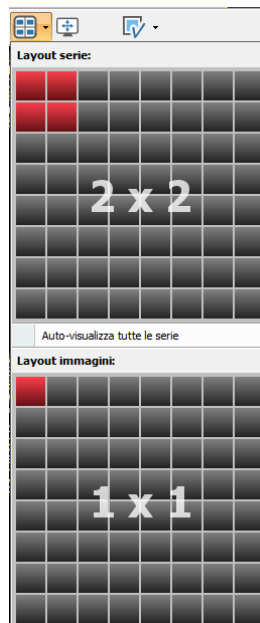 Layout serie:
2 x 2
Auto-visualizza tutte le serie
Layout immagini:
1 x 1